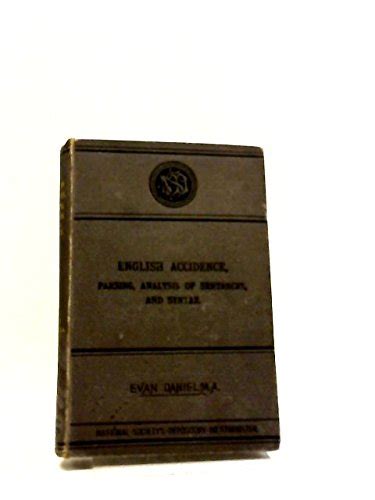 ENGLISH ACCIDENCE,
PARSING, ANALYSIS OF SENTENCES,
AND SYNTAX.
EVAN DANIEL, M.A.
NATIONAL SOCIETY'S DEPOSITORY WESTMINSTER